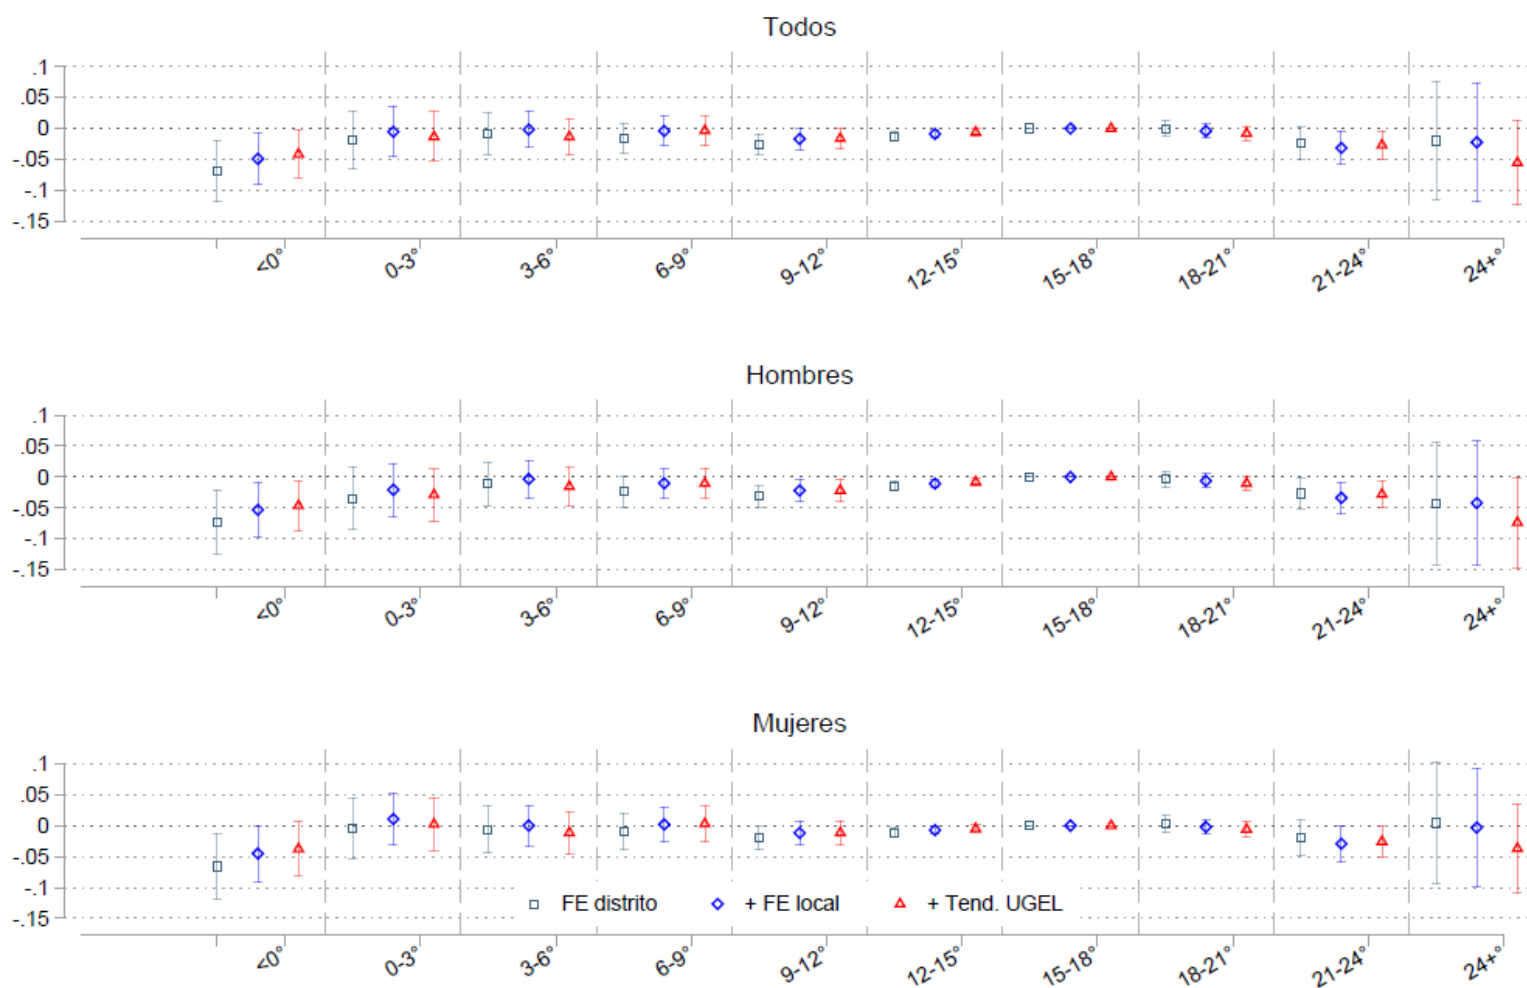 Todos
.1
.05
0
-.05
-.1
-.15
<0° 0-3° 3-6° 6-9° 9-12° 12-15° 15-18° 18-21° 21-24° 24+°
Hombres
.1
.05
0
-.05
-.1
-.15
<0° 0-3° 3-6° 6-9° 9-12° 12-15° 15-18° 18-21° 21-24° 24+°
Mujeres
.1
.05
0
-.05
-.1
FE distrito + FE local + Tend. UGEL
-.15
<0° 0-3° 3-6° 6-9° 9-12° 12-15° 15-18° 18-21° 21-24° 24+°